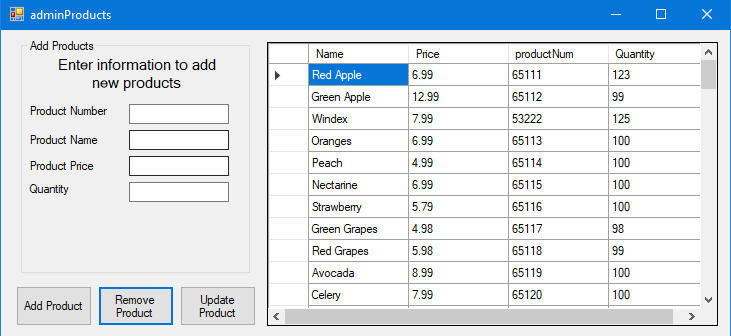 adminProducts
Add Products
Enter information to add
new products
Product Number
Product Name
Product Price
Quantity
Add Product
Remove
Product
Update
Product
Name Price productNum Quantity
Red Apple 6.99 65111 123
Green Apple 12.99 65112 99
Windex 7.99 53222 125
Oranges 6.99 65113 100
Peach 4.99 65114 100
Nectarine 6.99 65115 100
Strawberry 5.79 65116 100
Green Grapes 4.98 65117 98
Red Grapes 5.98 65118 99
Avocada 8.99 65119 100
Celery 7.99 65120 100